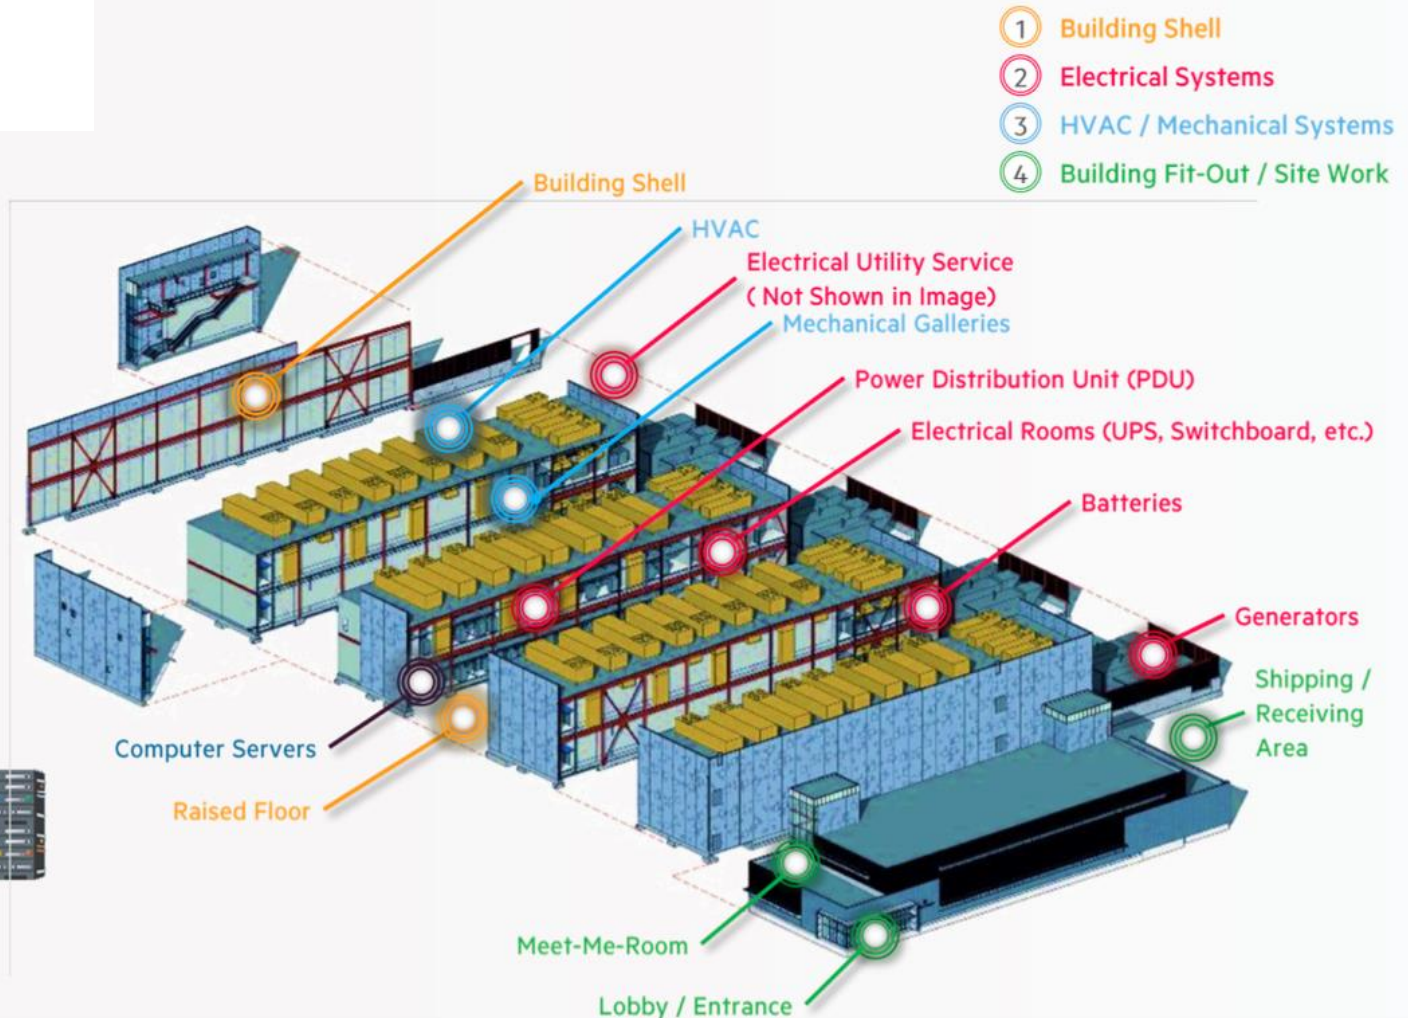 1 Building Shell
2 Electrical Systems
3 HVAC / Mechanical Systems
4 Building Fit-Out / Site Work
Building Shell
HVAC
Electrical Utility Service
( Not Shown in Image)
Mechanical Galleries
Power Distribution Unit (PDU)
Electrical Rooms (UPS, Switchboard, etc.)
Batteries
Generators
Shipping /
Receiving
Area
Computer Servers
Raised Floor
Meet-Me-Room
Lobby / Entrance